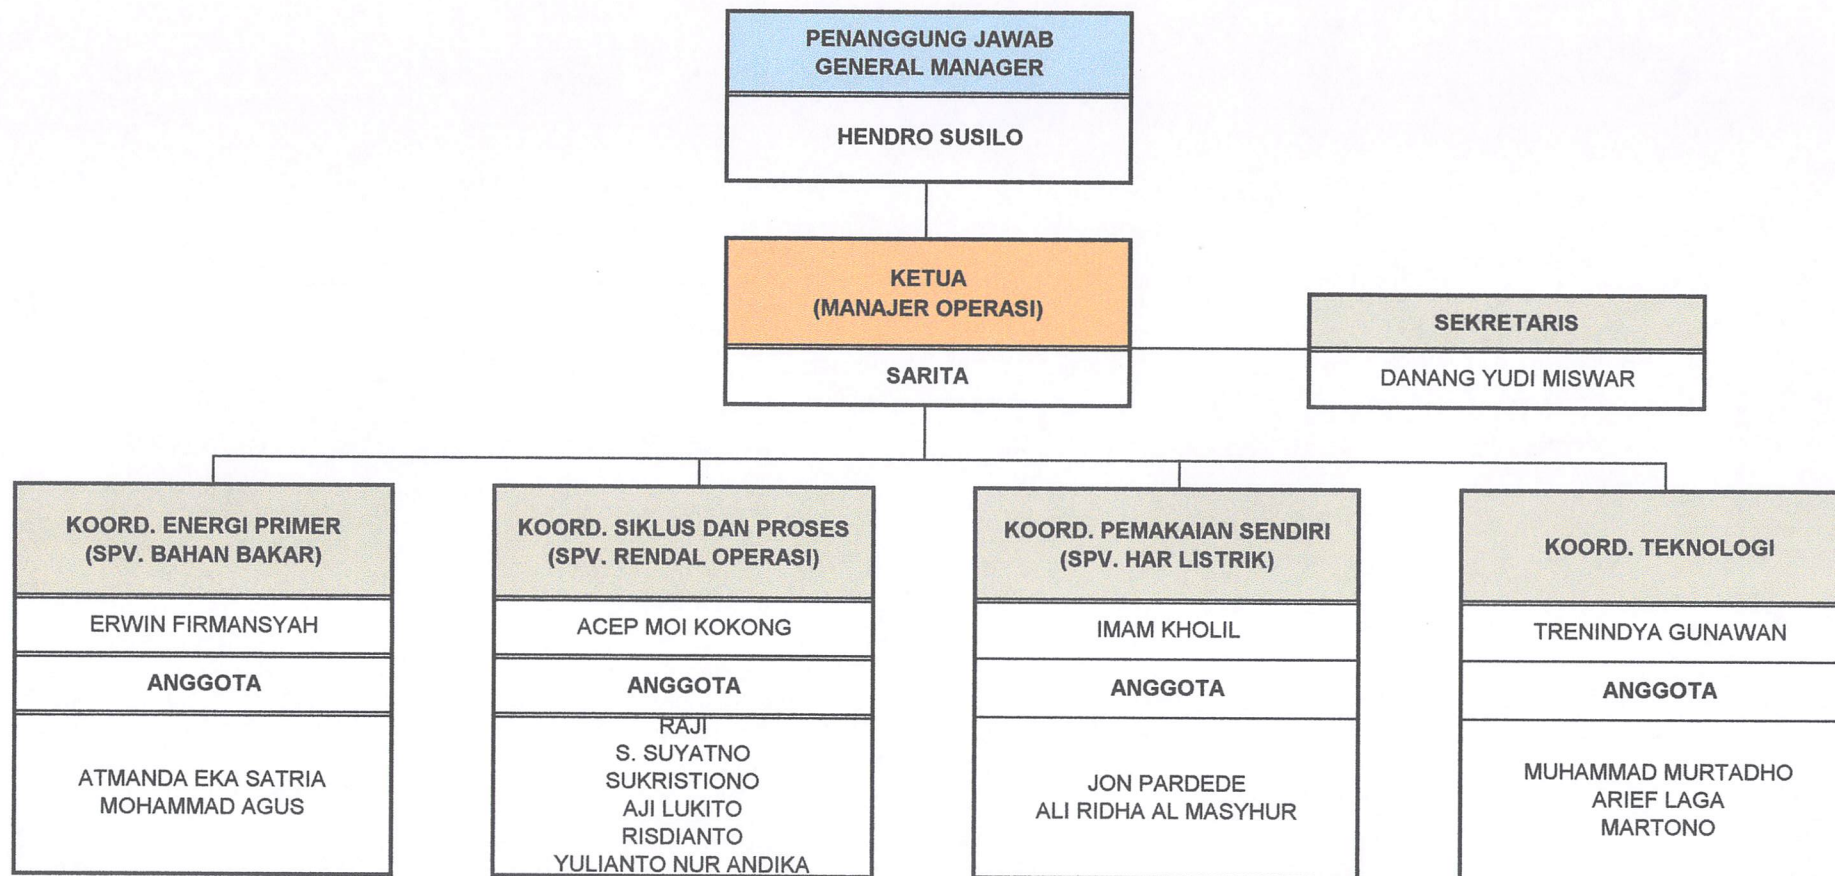 PENANGGUNG JAWAB
GENERAL MANAGER
HENDRO SUSILO
KETUA
(MANAJER OPERASI)
SARITA
SEKRETARIS
DANANG YUDI MISWAR
KOORD. ENERGI PRIMER
(SPV. BAHAN BAKAR)
ERWIN FIRMANSYAH
ANGGOTA
ATMANDA EKA SATRIA
MOHAMMAD AGUS
KOORD. SIKLUS DAN PROSES
(SPV. RENDAL OPERASI)
ACEP MOI KOKONG
ANGGOTA
RAJI
S. SUYATNO
SUKRISTIONO
AJI LUKITO
RISDIANTO
YULIANTO NUR ANDIKA
KOORD. PEMAKAIAN SENDIRI
(SPV. HAR LISTRIK)
IMAM KHOLIL
ANGGOTA
JON PARDEDE
ALI RIDHA AL MASYHUR
KOORD. TEKNOLOGI
TRENINDYA GUNAWAN
ANGGOTA
MUHAMMAD MURTADHO
ARIEF LAGA
MARTONO